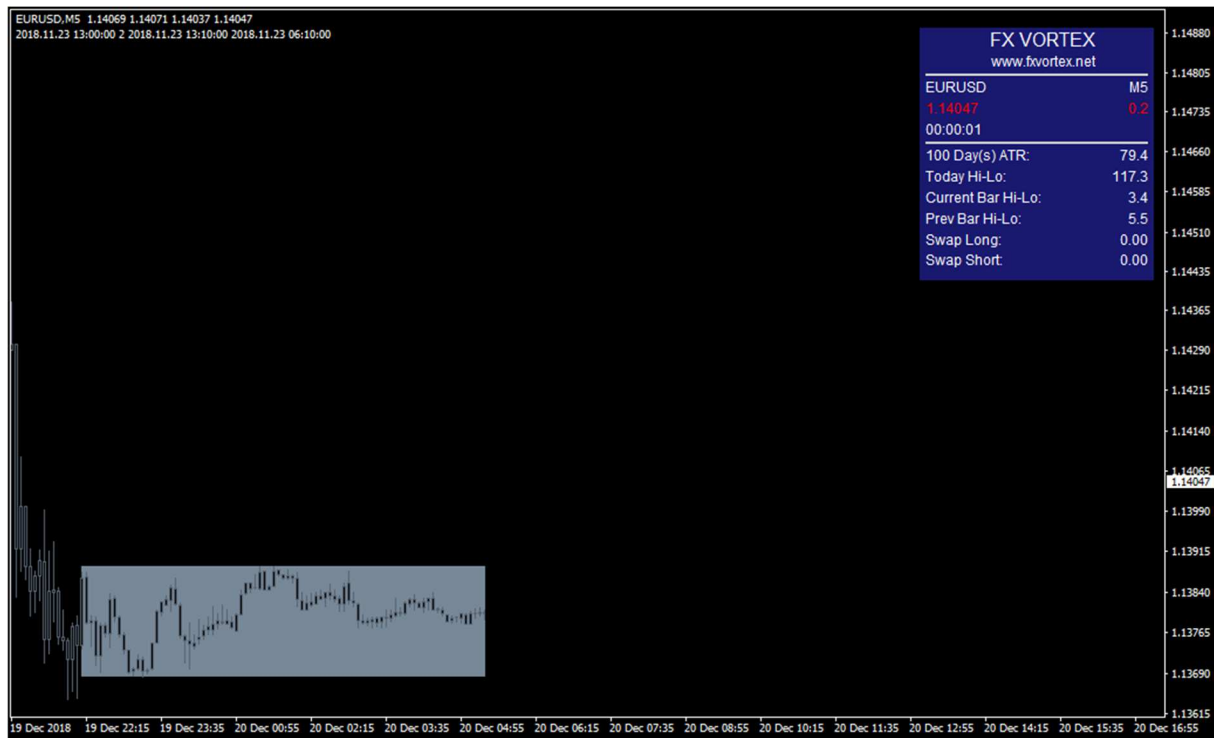 EURUSD,M5 1.14069 1.14071 1.14037 1.14047
2018.11.23 13:00:00 2 2018.11.23 13:10:00 2018.11.23 06:10:00
FX VORTEX
www.fxvortex.net
EURUSD M5
1.14047 0.2
00:00:01
100 Day(s) ATR: 79.4
Today Hi-Lo: 117.3
Current Bar Hi-Lo: 3.4
Prev Bar Hi-Lo: 5.5
Swap Long: 0.00
Swap Short: 0.00
1.14880
1.14805
1.14735
1.14660
1.14585
1.14510
1.14435
1.14365
1.14290
1.14215
1.14140
1.14065
1.14047
1.13990
1.13915
1.13840
1.13765
1.13690
1.13615
19 Dec 2018 19 Dec 22:15 19 Dec 23:35 20 Dec 00:55 20 Dec 02:15 20 Dec 03:35 20 Dec 04:55 20 Dec 06:15 20 Dec 07:35 20 Dec 08:55 20 Dec 10:15 20 Dec 11:35 20 Dec 12:55 20 Dec 14:15 20 Dec 15:35 20 Dec 16:55